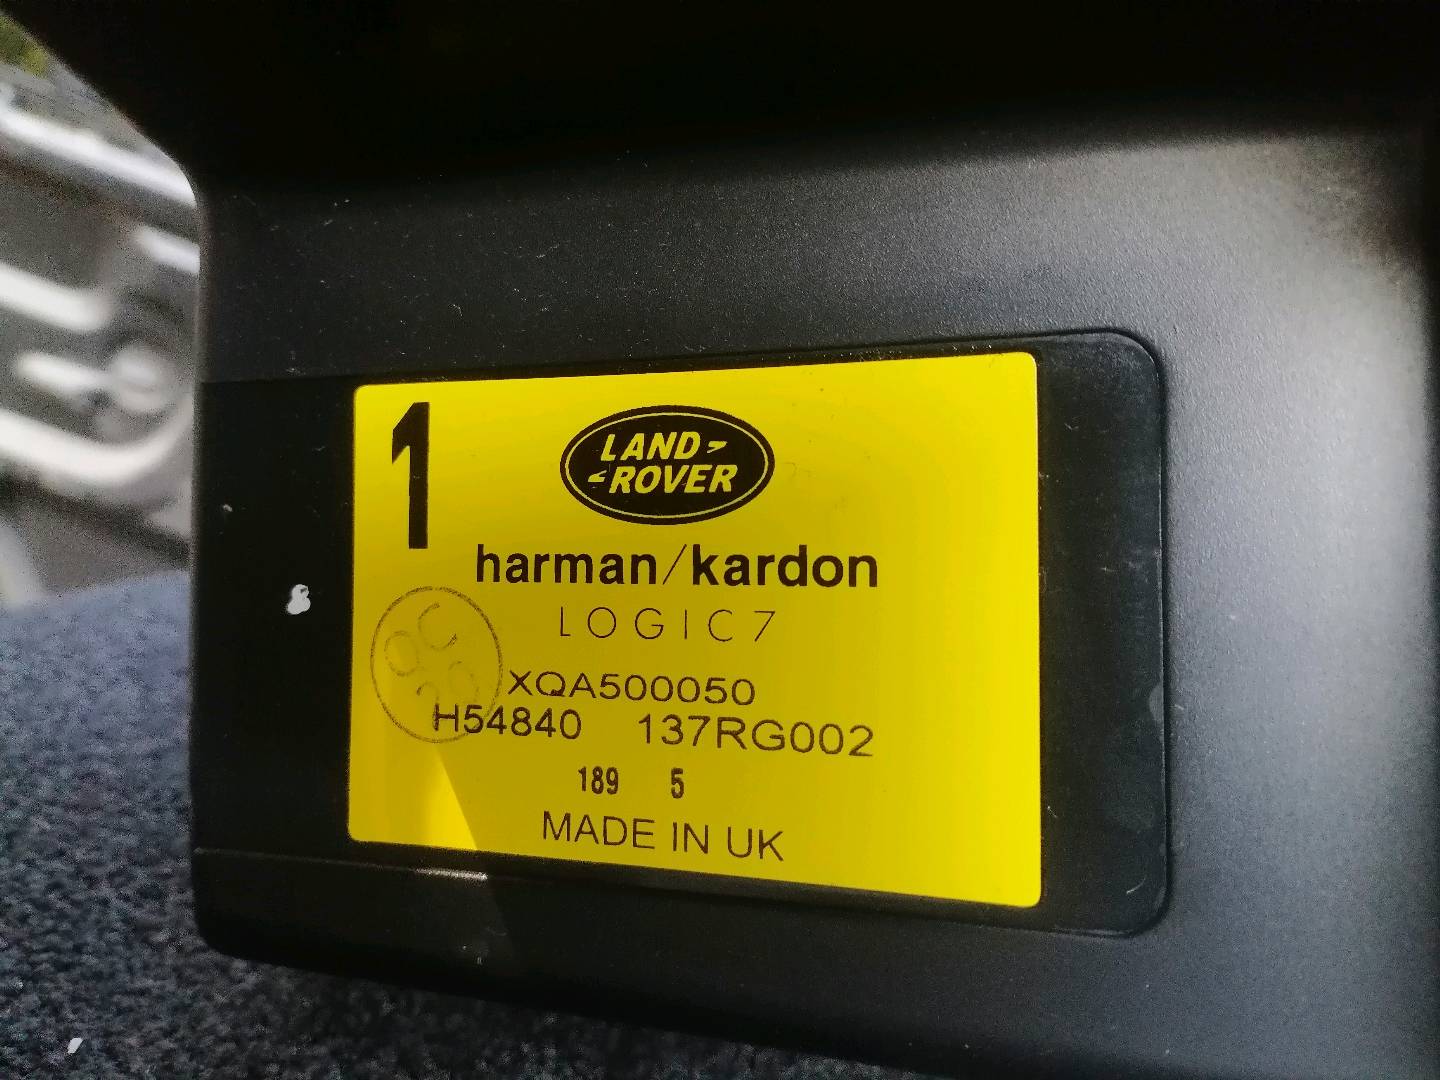 1
LAND
ROVER
harman/kardon
LOGIC7
XQA500050
H54840 137RG002
189 5
MADE IN UK